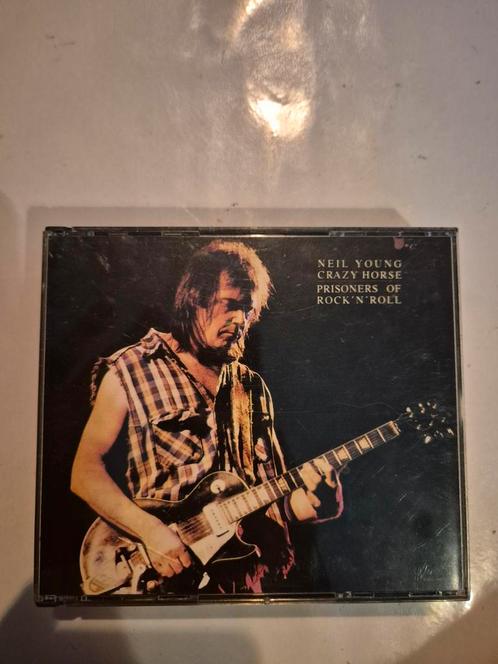 NEIL YOUNG
CRAZY HORSE
PRISONERS OF
ROCK'N'ROLL